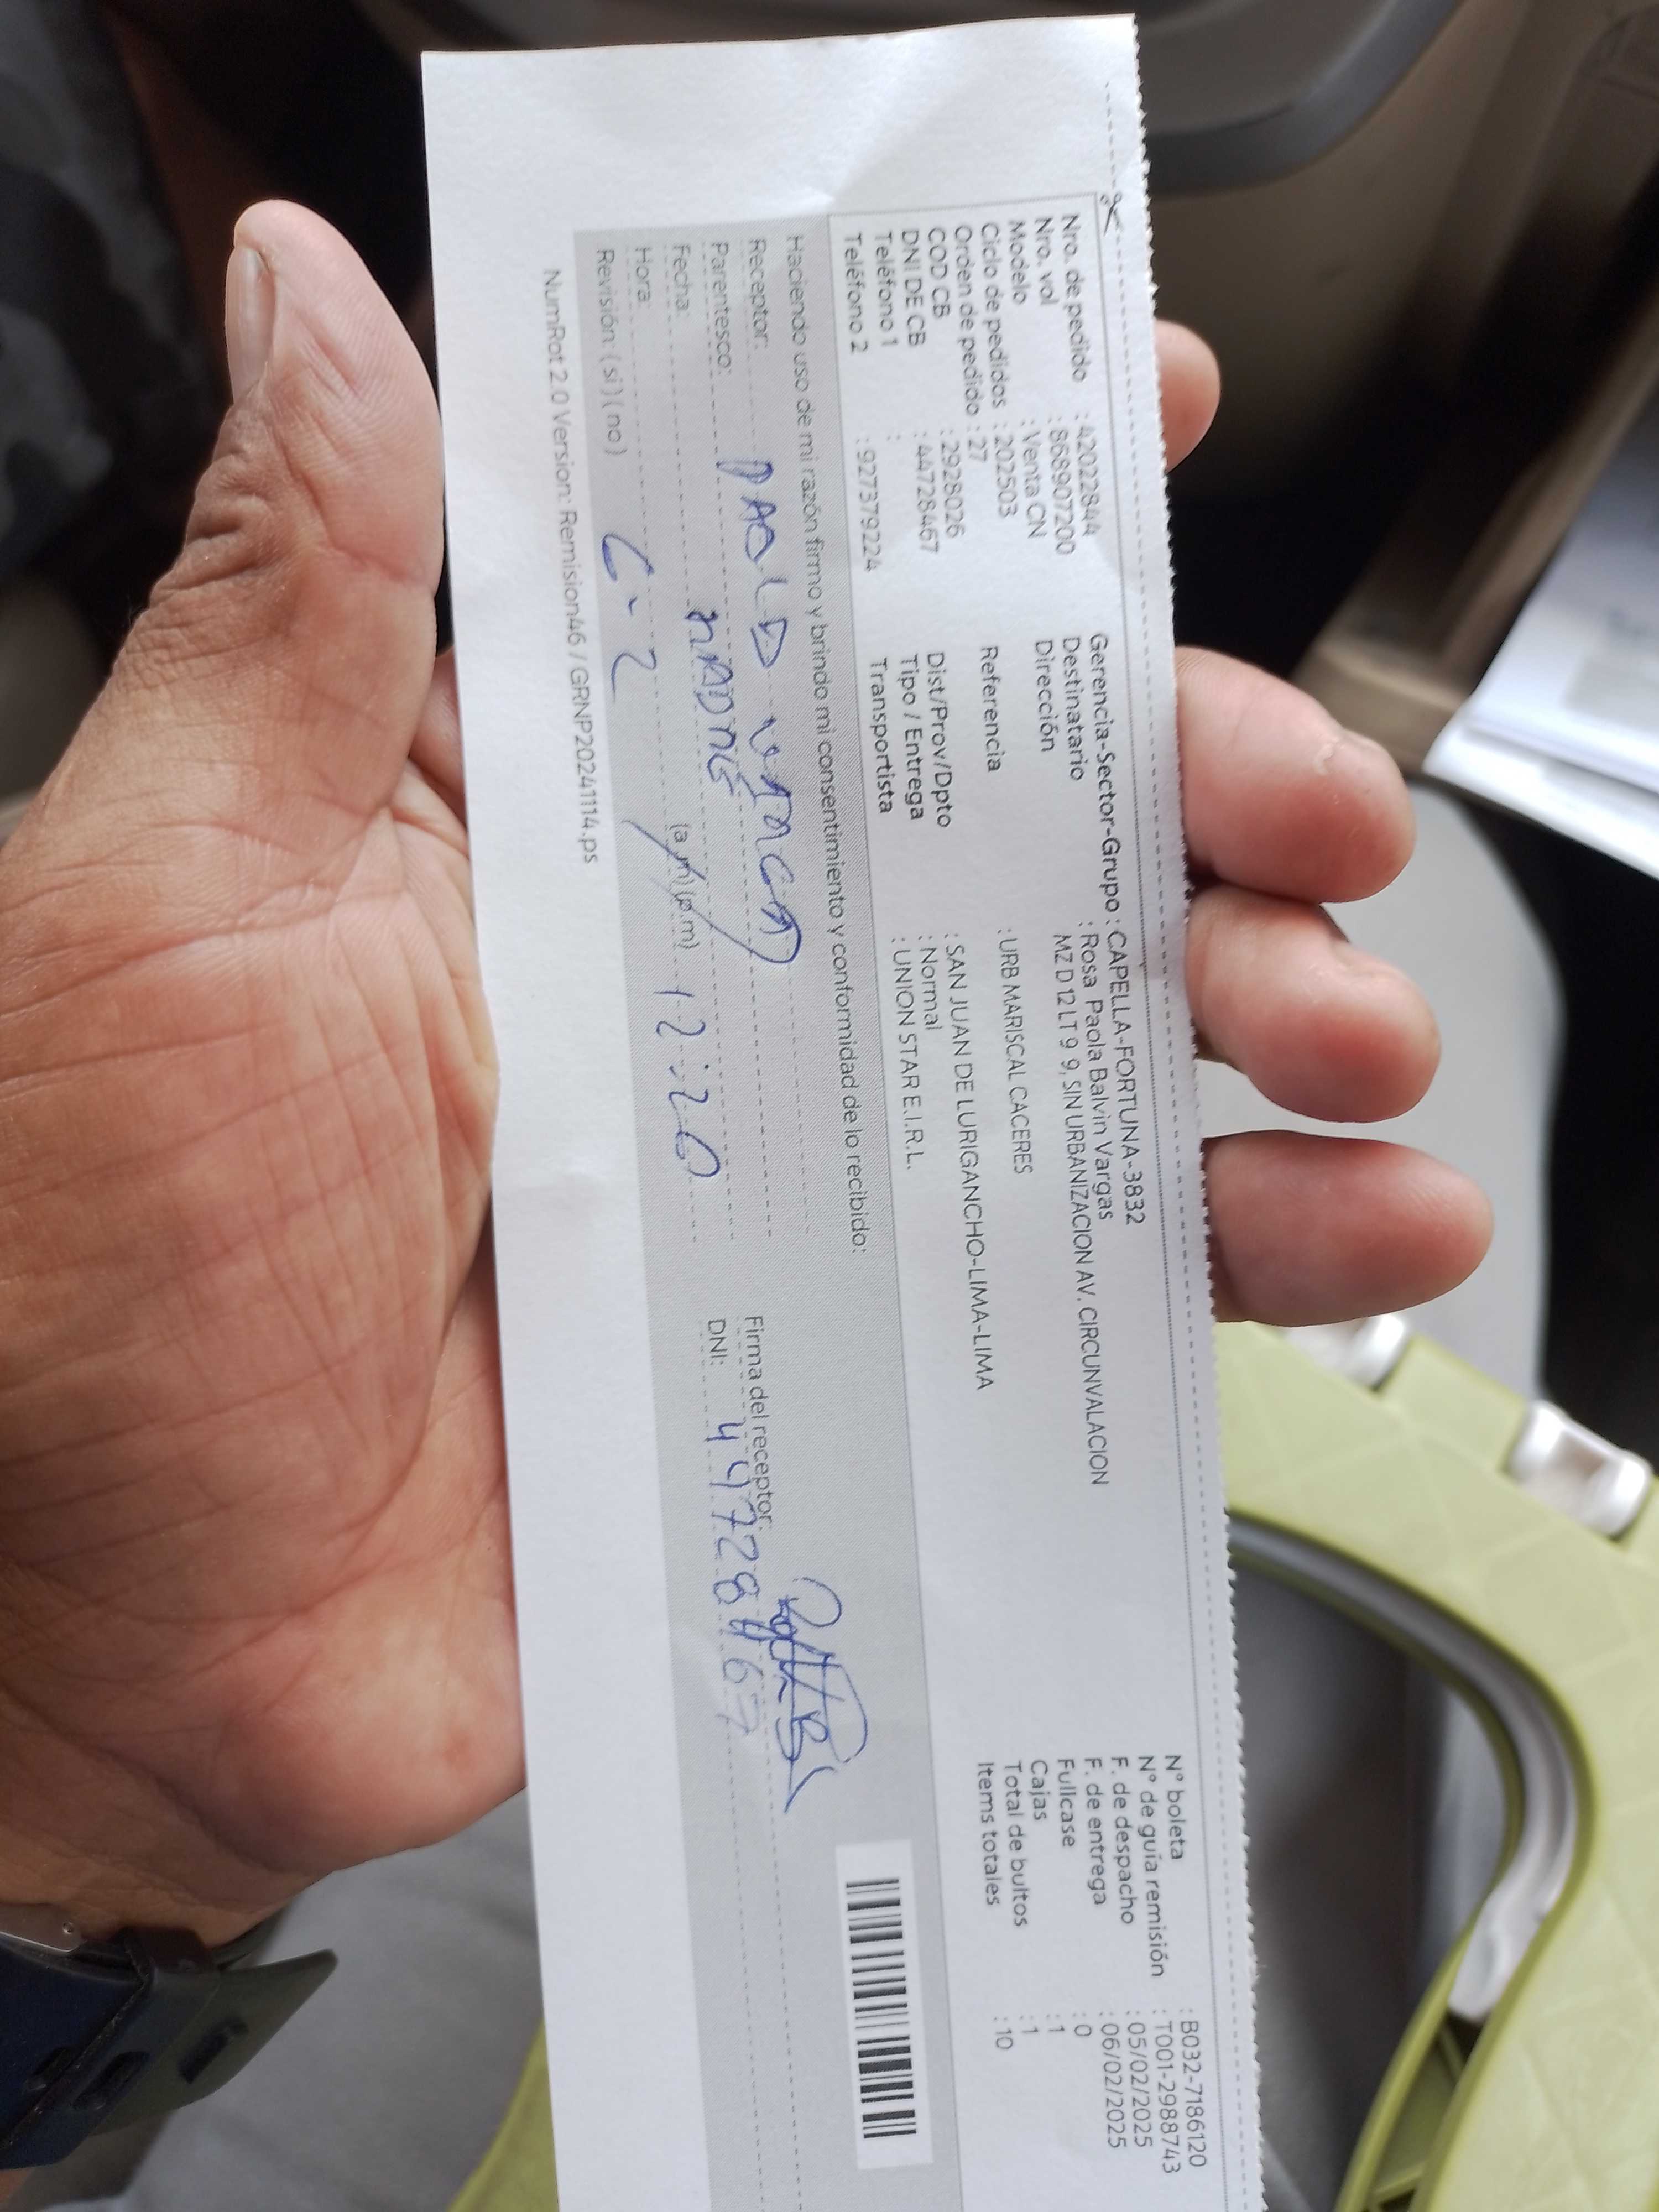 Nro. de pedido : 42022844
Nro. vol : 868907200
Modelo : Venta CN
Ciclo de pedidos : 202503
Orden de pedido : 27
COD CB : 2928026
DNI DE CB : 44728467
Teléfono 1 :
Teléfono 2 : 927379224
Gerencia-Sector-Grupo : CAPELLA-FORTUNA-3832
Destinatario : Rosa Paola Balvin Vargas
Dirección MZ D 12 LT 9 9, SIN URBANIZACION AV. CIRCUNVALACION
Referencia : URB MARISCAL CACERES
Dist/Prov/Dpto : SAN JUAN DE LURIGANCHO-LIMA-LIMA
Tipo / Entrega : Normal
Transportista : UNION STAR E.I.R.L.
N° boleta : B032-7186120
N° de guía remisión : T001-2988743
F. de despacho : 05/02/2025
F. de entrega : 06/02/2025
Fullcase : 0
Cajas : 1
Total de bultos : 1
Items totales : 10
Haciendo uso de mi razón firmo y brindo mi consentimiento y conformidad de lo recibido:
Receptor:
Parentesco:
Fecha: 6-2
Hora: (a.m) (p.m) 12:20
Revisión: ( si ) ( no )
Firma del receptor:
DNI: 44728467
NumRot 2.0 Version: Remision46 / GRNP20241114.ps